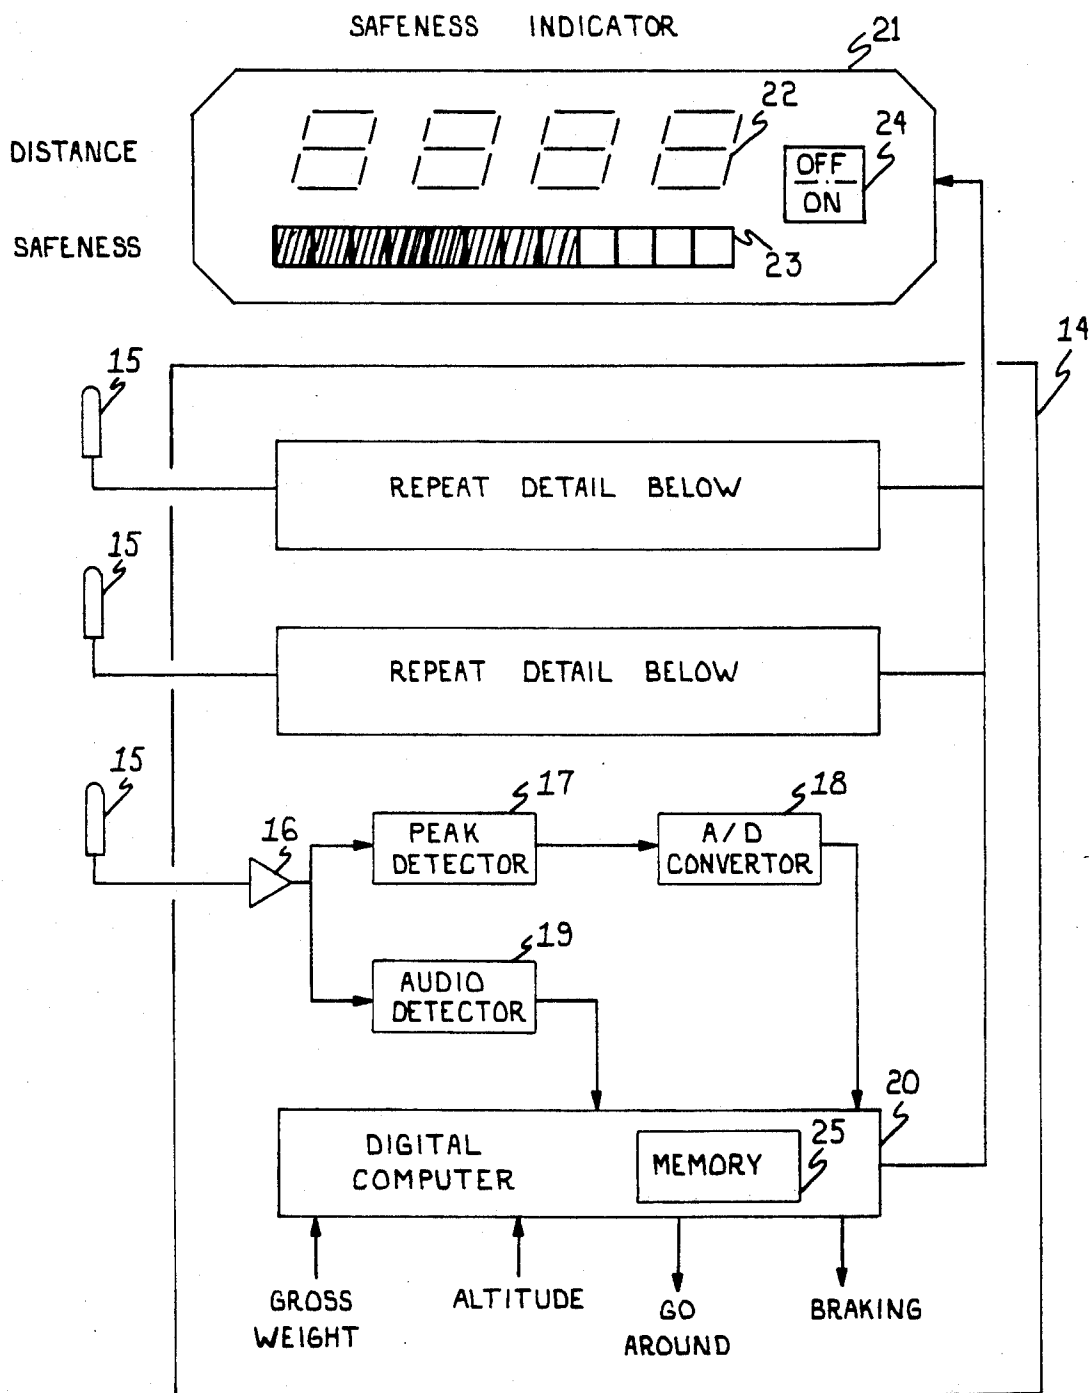 SAFENESS INDICATOR
21
DISTANCE
22
24
OFF
ON
SAFENESS
23
14
15
REPEAT DETAIL BELOW
15
REPEAT DETAIL BELOW
15
16
17
PEAK
DETECTOR
18
A/D
CONVERTOR
19
AUDIO
DETECTOR
20
DIGITAL
COMPUTER
MEMORY
25
GROSS
WEIGHT
ALTITUDE
GO
AROUND
BRAKING